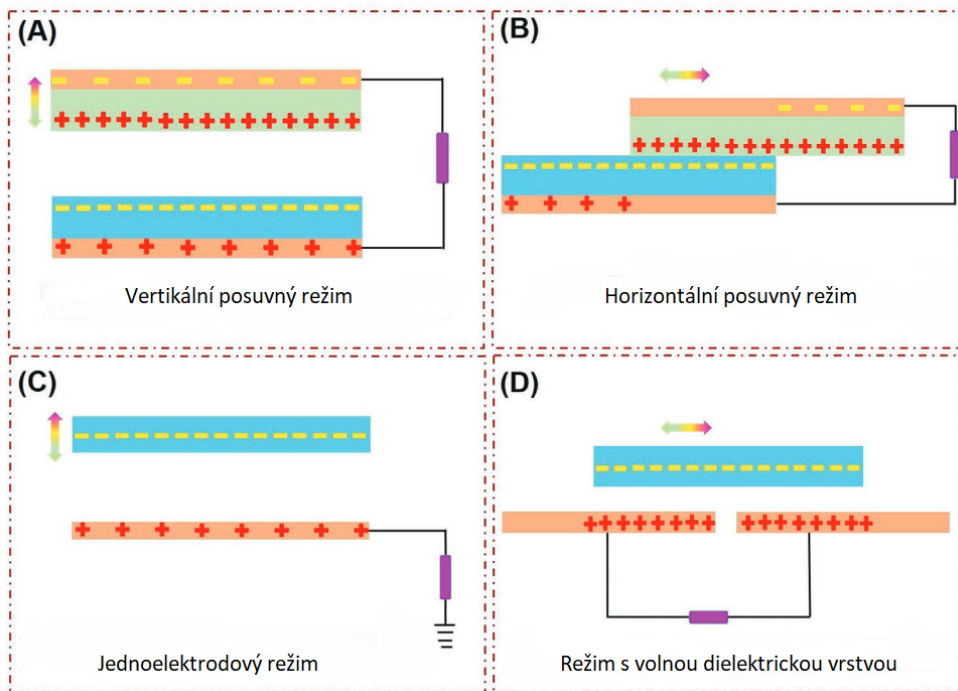 (A)
Vertikální posuvný režim
(B)
Horizontální posuvný režim
(C)
Jednoelektrodový režim
(D)
Režim s volnou dielektrickou vrstvou